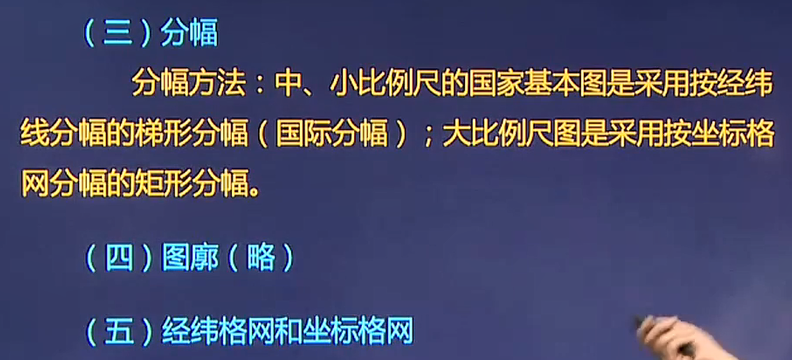 （三）分幅
分幅方法：中、小比例尺的国家基本图是采用按经纬
线分幅的梯形分幅（国际分幅）；大比例尺图是采用按坐标格
网分幅的矩形分幅。
（四）图廓（略）
（五）经纬格网和坐标格网